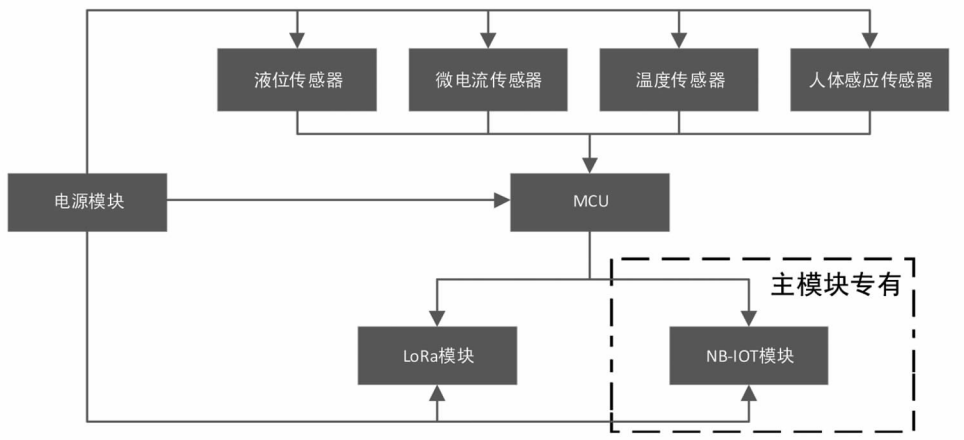 液位传感器
微电流传感器
温度传感器
人体感应传感器
电源模块
MCU
主模块专有
LoRa模块
NB-IOT模块